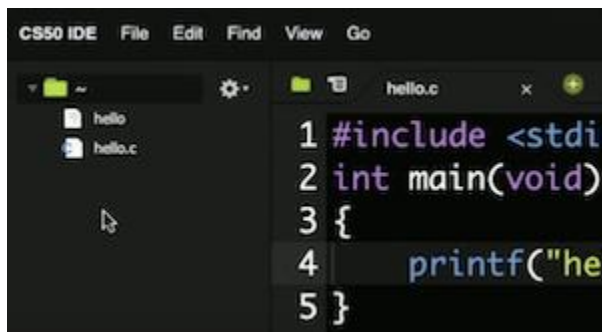 CS50 IDE File Edit Find View Go
~
hello
hello.c
hello.c ×
1 #include <stdi
2 int main(void)
3 {
4 printf("he
5 }